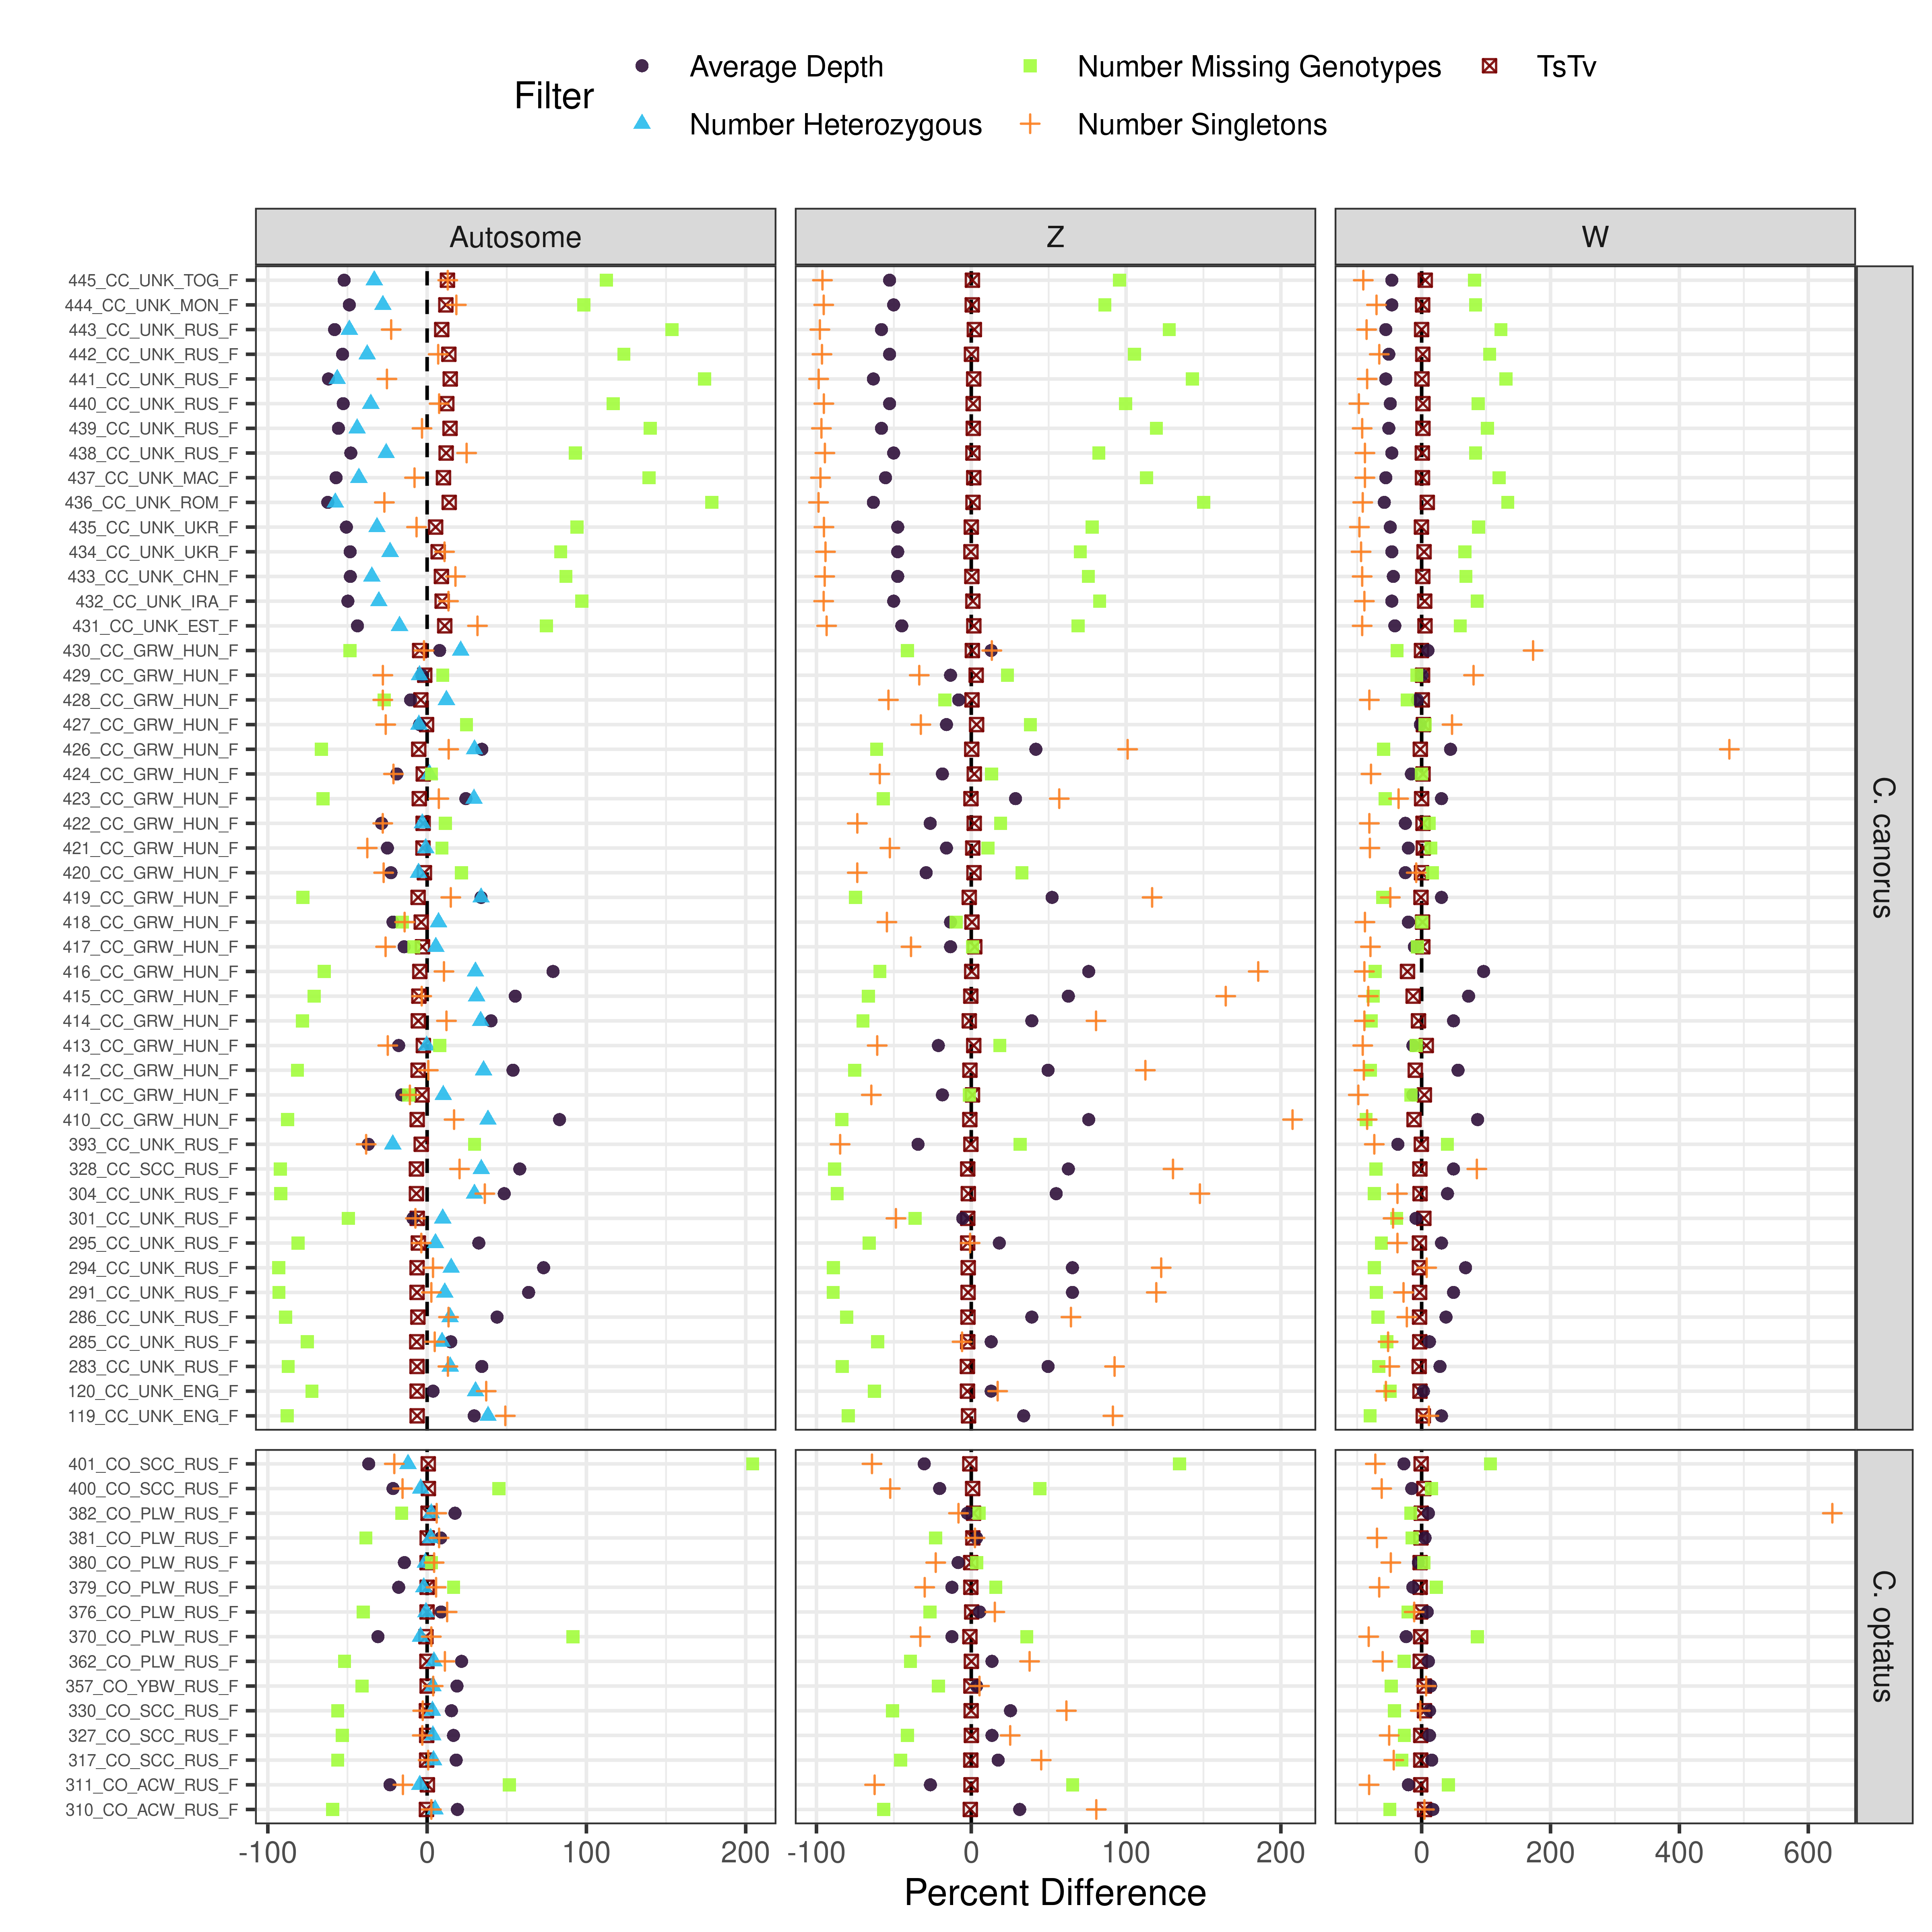 Filter
Average Depth
Number Missing Genotypes
TsTv
Number Heterozygous
Number Singletons
Autosome
Z
W
445_CC_UNK_TOG_F
444_CC_UNK_MON_F
443_CC_UNK_RUS_F
442_CC_UNK_RUS_F
441_CC_UNK_RUS_F
440_CC_UNK_RUS_F
439_CC_UNK_RUS_F
438_CC_UNK_RUS_F
437_CC_UNK_MAC_F
436_CC_UNK_ROM_F
435_CC_UNK_UKR_F
434_CC_UNK_UKR_F
433_CC_UNK_CHN_F
432_CC_UNK_IRA_F
431_CC_UNK_EST_F
430_CC_GRW_HUN_F
429_CC_GRW_HUN_F
428_CC_GRW_HUN_F
427_CC_GRW_HUN_F
426_CC_GRW_HUN_F
424_CC_GRW_HUN_F
423_CC_GRW_HUN_F
422_CC_GRW_HUN_F
421_CC_GRW_HUN_F
420_CC_GRW_HUN_F
419_CC_GRW_HUN_F
418_CC_GRW_HUN_F
417_CC_GRW_HUN_F
416_CC_GRW_HUN_F
415_CC_GRW_HUN_F
414_CC_GRW_HUN_F
413_CC_GRW_HUN_F
412_CC_GRW_HUN_F
411_CC_GRW_HUN_F
410_CC_GRW_HUN_F
393_CC_UNK_RUS_F
328_CC_SCC_RUS_F
304_CC_UNK_RUS_F
301_CC_UNK_RUS_F
295_CC_UNK_RUS_F
294_CC_UNK_RUS_F
291_CC_UNK_RUS_F
286_CC_UNK_RUS_F
285_CC_UNK_RUS_F
283_CC_UNK_RUS_F
120_CC_UNK_ENG_F
119_CC_UNK_ENG_F
C. canorus
401_CO_SCC_RUS_F
400_CO_SCC_RUS_F
382_CO_PLW_RUS_F
381_CO_PLW_RUS_F
380_CO_PLW_RUS_F
379_CO_PLW_RUS_F
376_CO_PLW_RUS_F
370_CO_PLW_RUS_F
362_CO_PLW_RUS_F
357_CO_YBW_RUS_F
330_CO_SCC_RUS_F
327_CO_SCC_RUS_F
317_CO_SCC_RUS_F
311_CO_ACW_RUS_F
310_CO_ACW_RUS_F
C. optatus
-100 0 100 200
-100 0 100 200
0 200 400 600
Percent Difference